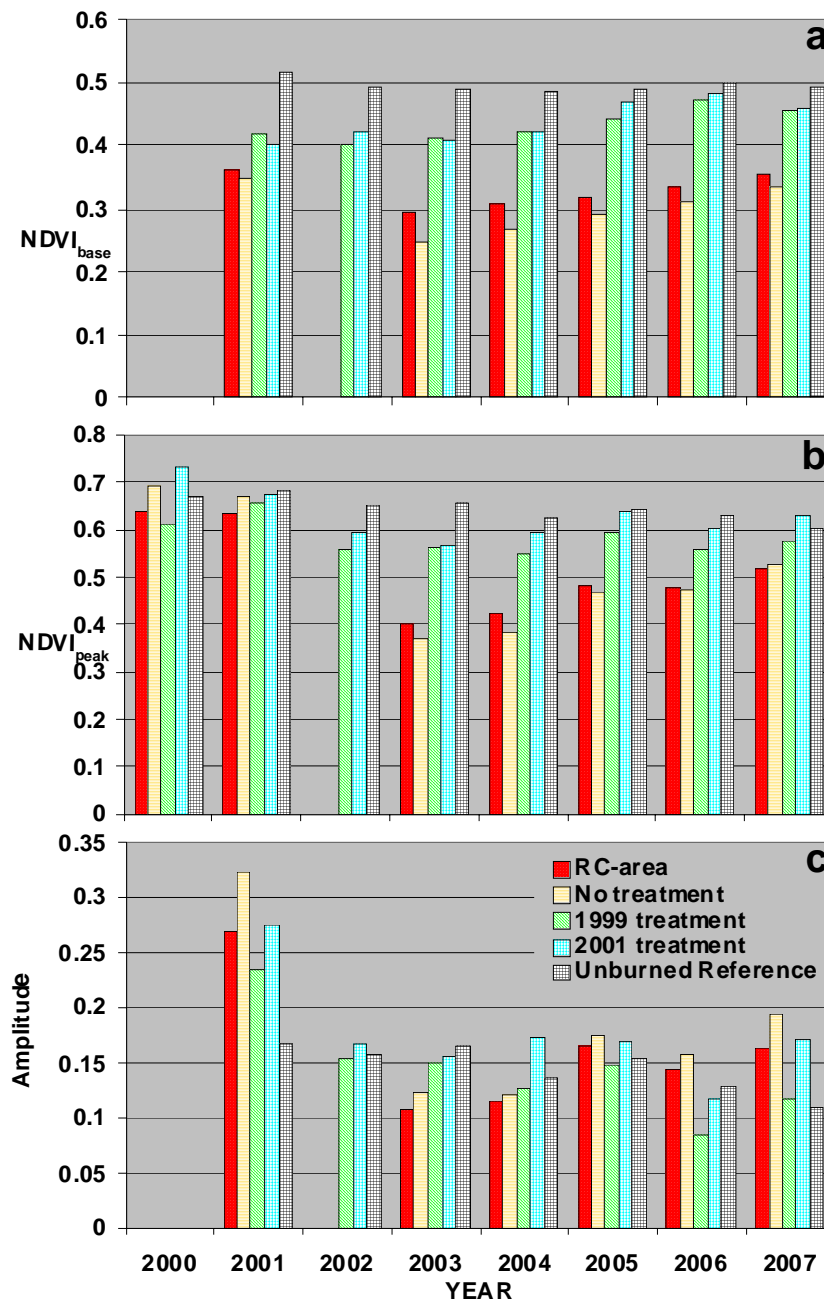 a
0.6
0.5
0.4
0.3
0.2
0.1
0
NDVIbase
b
0.8
0.7
0.6
0.5
0.4
0.3
0.2
0.1
0
NDVIpeak
c
0.35
0.3
0.25
0.2
0.15
0.1
0.05
0
Amplitude
RC-area
No treatment
1999 treatment
2001 treatment
Unburned Reference
2000 2001 2002 2003 2004 2005 2006 2007
YEAR